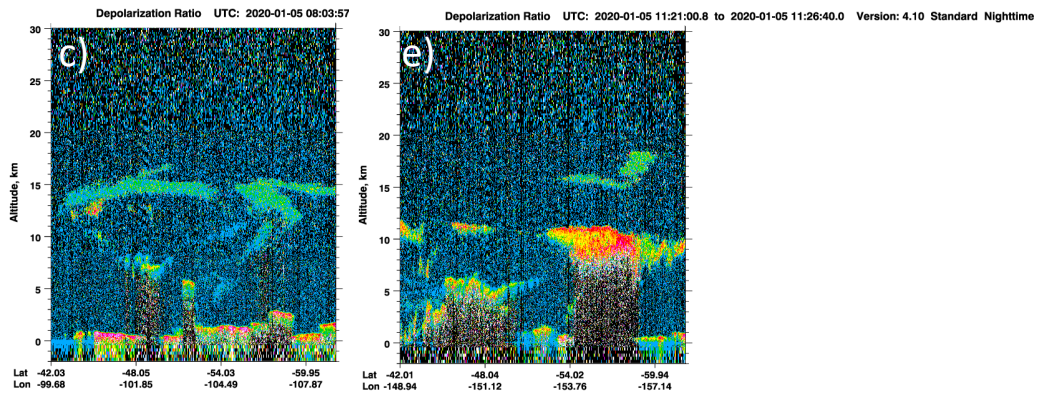 Depolarization Ratio UTC: 2020-01-05 08:03:57
c)
30
25
20
15
10
5
0
Altitude, km
Lat -42.03 -48.05 -54.03 -59.95
Lon -99.68 -101.85 -104.49 -107.87
Depolarization Ratio UTC: 2020-01-05 11:21:00.8 to 2020-01-05 11:26:40.0 Version: 4.10 Standard Nighttime
e)
30
25
20
15
10
5
0
Altitude, km
-42.01 -48.04 -54.02 -59.94
-148.94 -151.12 -153.76 -157.14